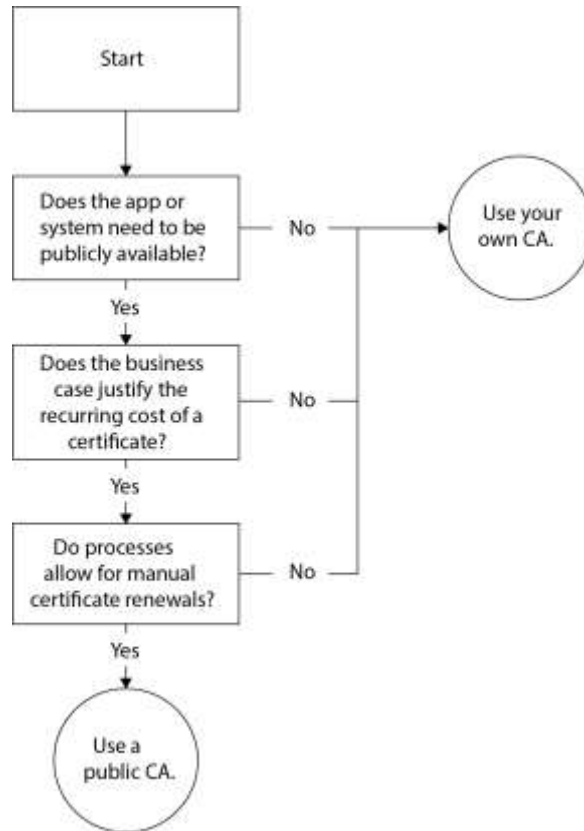 Start
Does the app or
system need to be
publicly available?
No
Use your
own CA.
Yes
Does the business
case justify the
recurring cost of a
certificate?
No
Yes
Do processes
allow for manual
certificate renewals?
No
Yes
Use a
public CA.